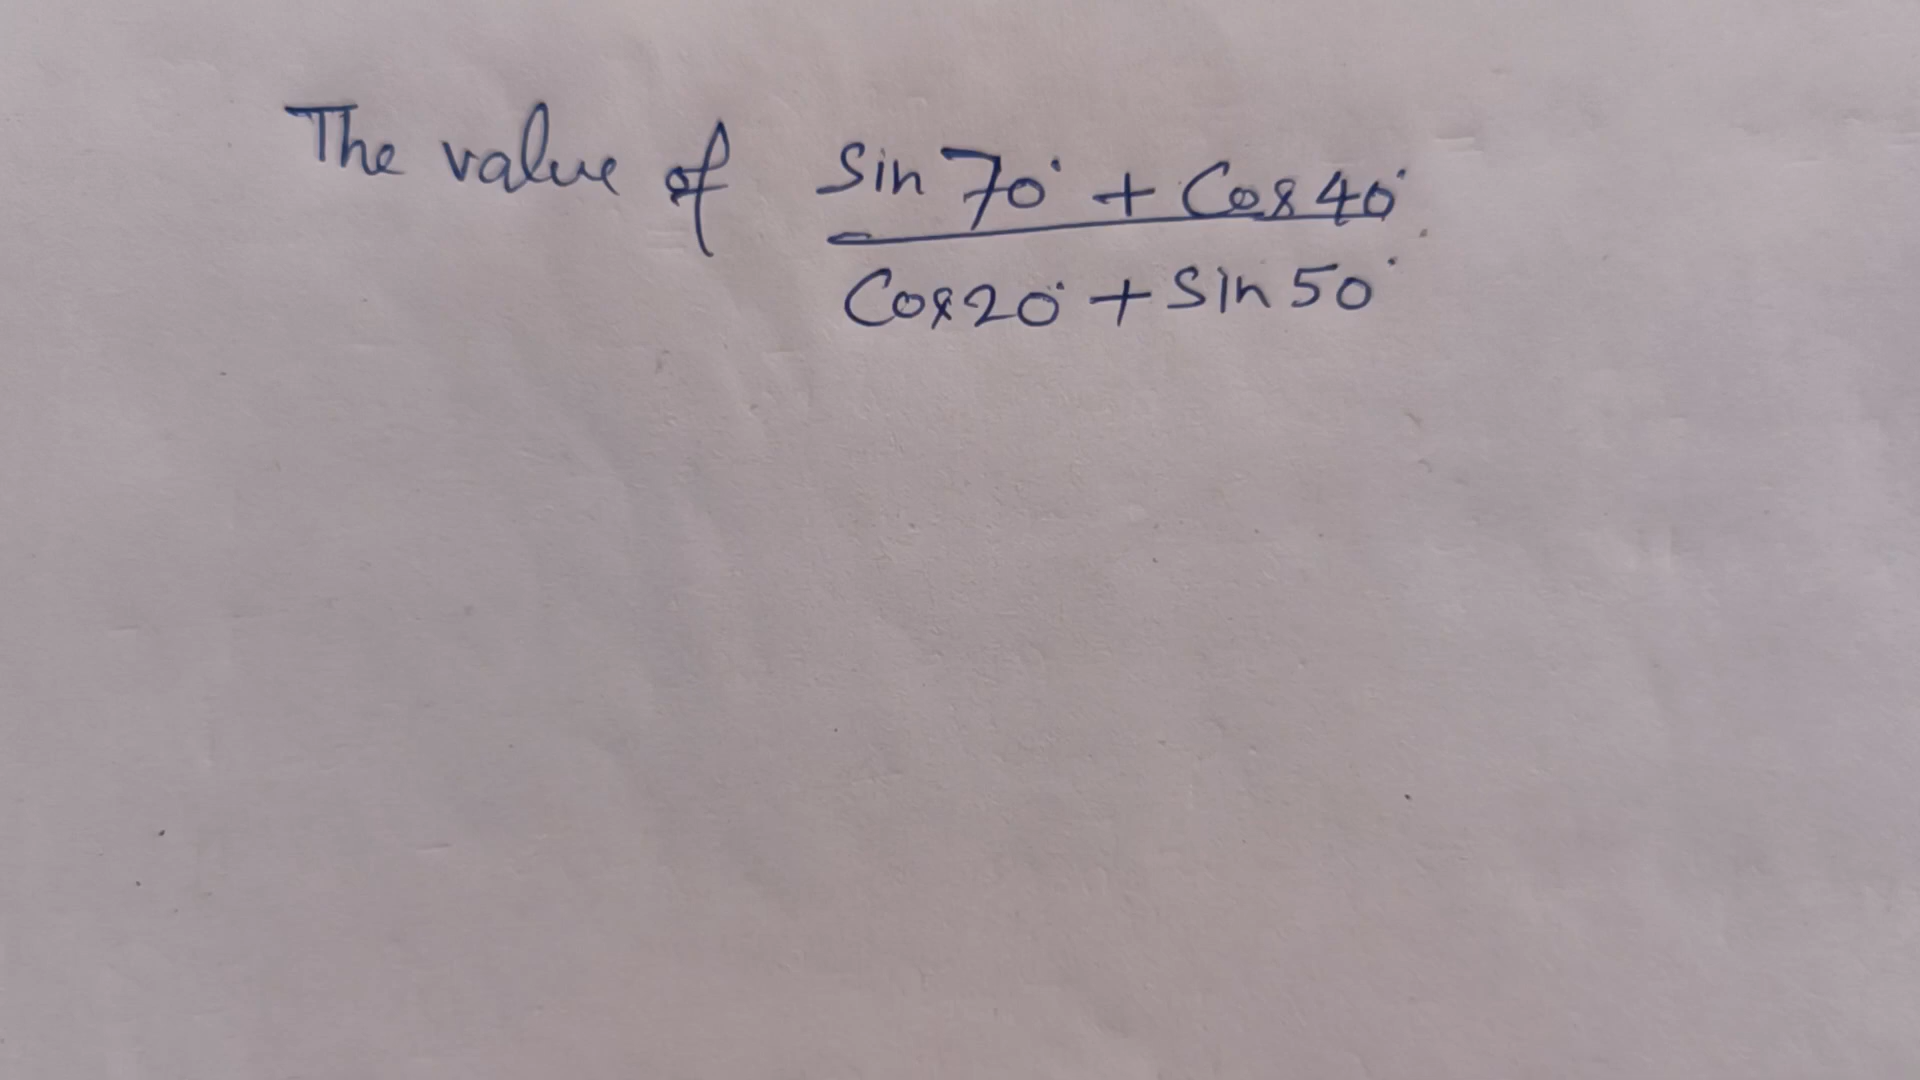 The value of sin 70° + Cos 40°
Cos 20° + Sin 50°